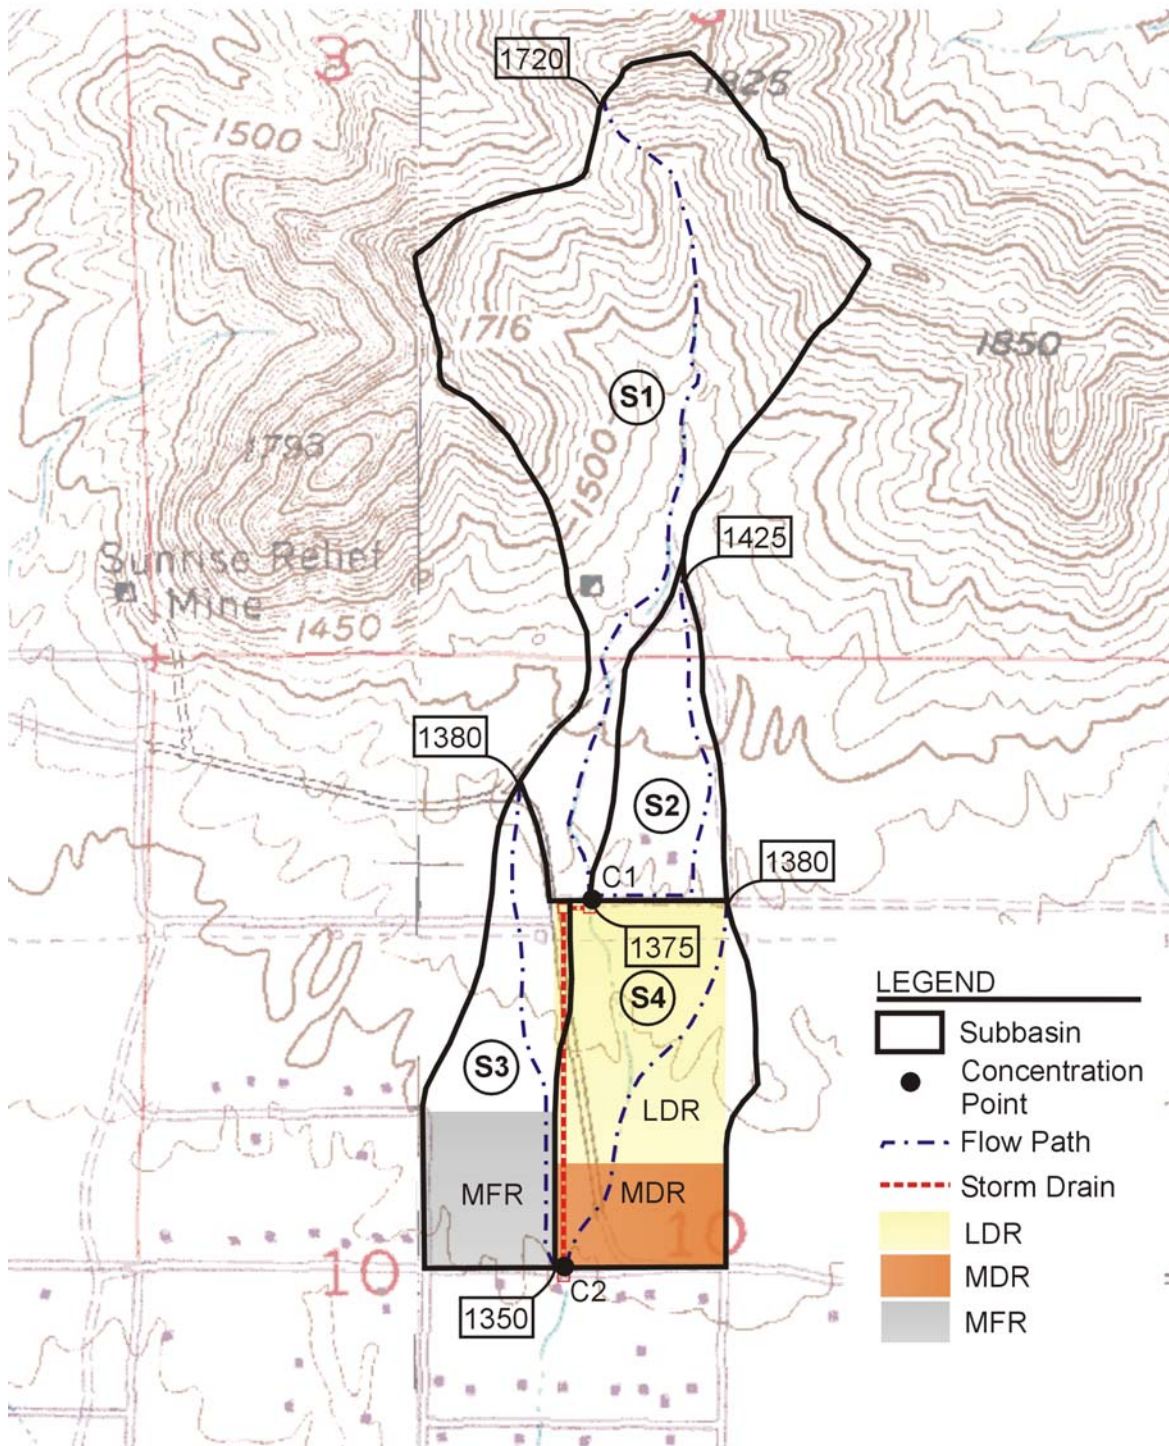 3
1720
1825
1500
1716
1850
S1
1793
1500
1425
Sunrise Relief
Mine
1450
1380
S2
1380
C1
1375
S4
S3
LDR
MFR
MDR
10
10
C2
1350
LEGEND
Subbasin
Concentration
Point
Flow Path
Storm Drain
LDR
MDR
MFR